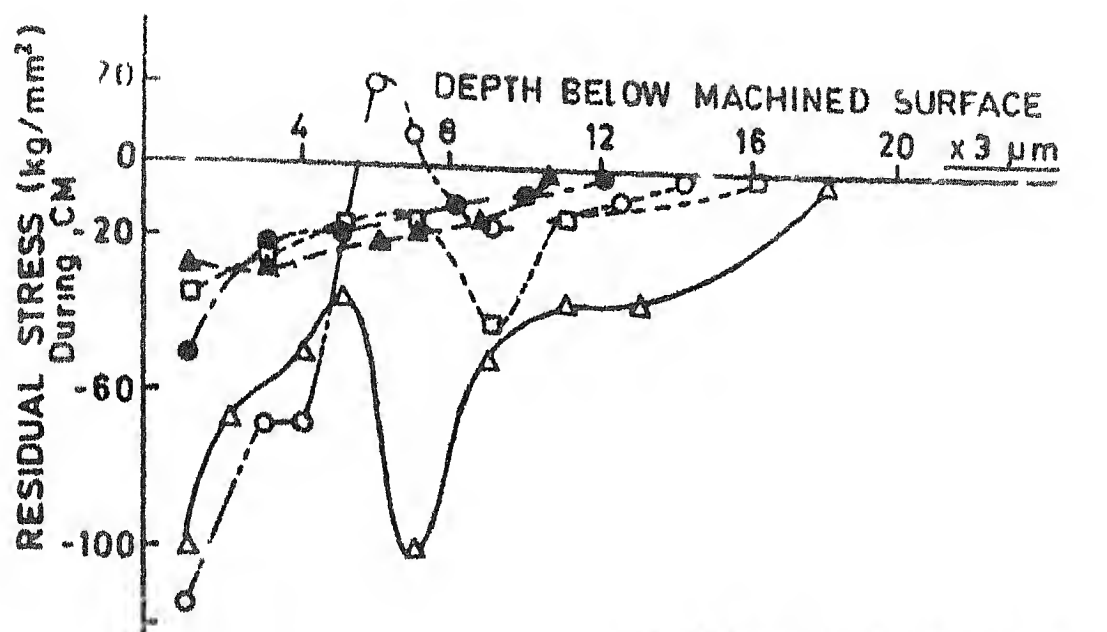 RESIDUAL STRESS (kg/mm²)
During CM
DEPTH BELOW MACHINED SURFACE
4 8 12 16 20 x 3 µm
0
-20
-60
-100